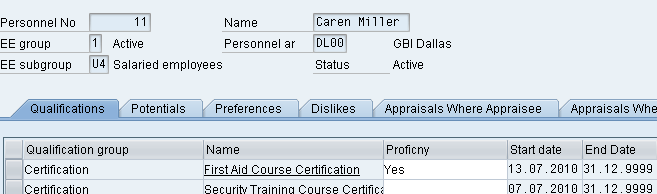 Personnel No 11 Name Caren Miller
EE group 1 Active Personnel ar DL00 GBI Dallas
EE subgroup U4 Salaried employees Status Active
Qualifications Potentials Preferences Dislikes Appraisals Where Appraisee Appraisals Whe
Qualification group Name Proficny Start date End Date
Certification First Aid Course Certification Yes 13.07.2010 31.12.9999
Certification Security Training Course Certifica 07.07.2010 31.12.9999